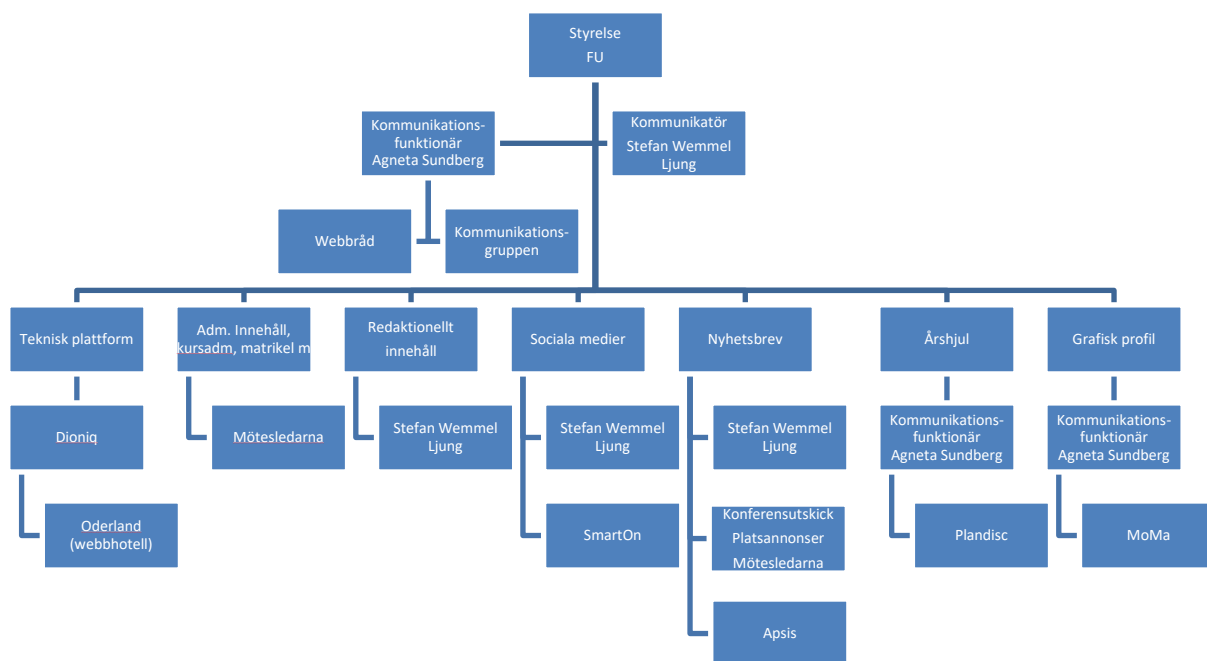 Styrelse
FU
Kommunikations-
funktionär
Agneta Sundberg
Kommunikatör
Stefan Wemmel
Ljung
Webbråd
Kommunikations-
gruppen
Teknisk plattform
Adm. Innehåll,
kursadm, matrikel m
Redaktionellt
innehåll
Sociala medier
Nyhetsbrev
Årshjul
Grafisk profil
Dioniq
Mötesledarna
Stefan Wemmel
Ljung
Stefan Wemmel
Ljung
Stefan Wemmel
Ljung
Kommunikations-
funktionär
Agneta Sundberg
Kommunikations-
funktionär
Agneta Sundberg
Oderland
(webbhotell)
SmartOn
Konferensutskick
Platsannonser
Mötesledarna
Plandisc
MoMa
Apsis